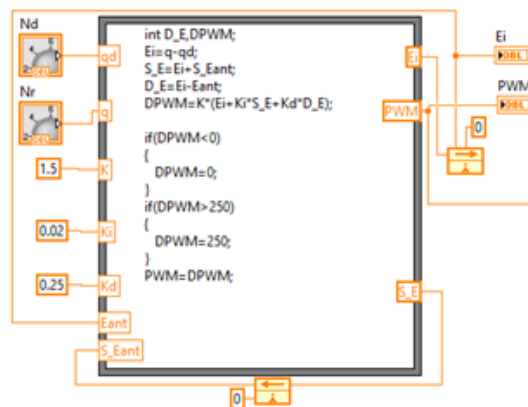 Nd
Nr
qd
q
1.5
K
0.02
Ki
0.25
Kd
Eant
S_Eant
int D_E,DPWM;
Ei=q-qd;
S_E=Ei+S_Eant;
D_E=Ei-Eant;
DPWM=K*(Ei+Ki*S_E+Kd*D_E);
if(DPWM<0)
{
DPWM=0;
}
if(DPWM>250)
{
DPWM=250;
}
PWM=DPWM;
Ei
PWM
S_E
Ei
DBL
PWM
DBL
0
0